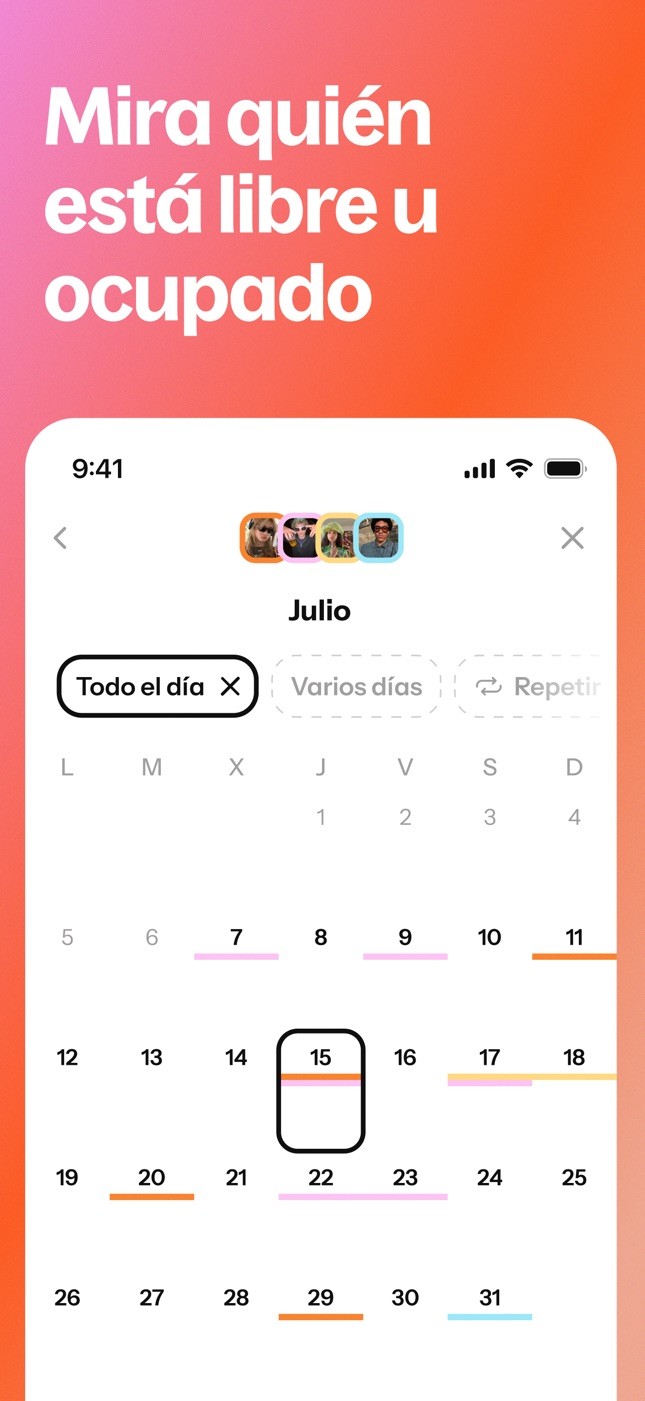 Mira quién
está libre u
ocupado
9:41
Julio
Todo el día
Varios días
Repetir
L M X J V S D
1 2 3 4
5 6 7 8 9 10 11
12 13 14 15 16 17 18
19 20 21 22 23 24 25
26 27 28 29 30 31